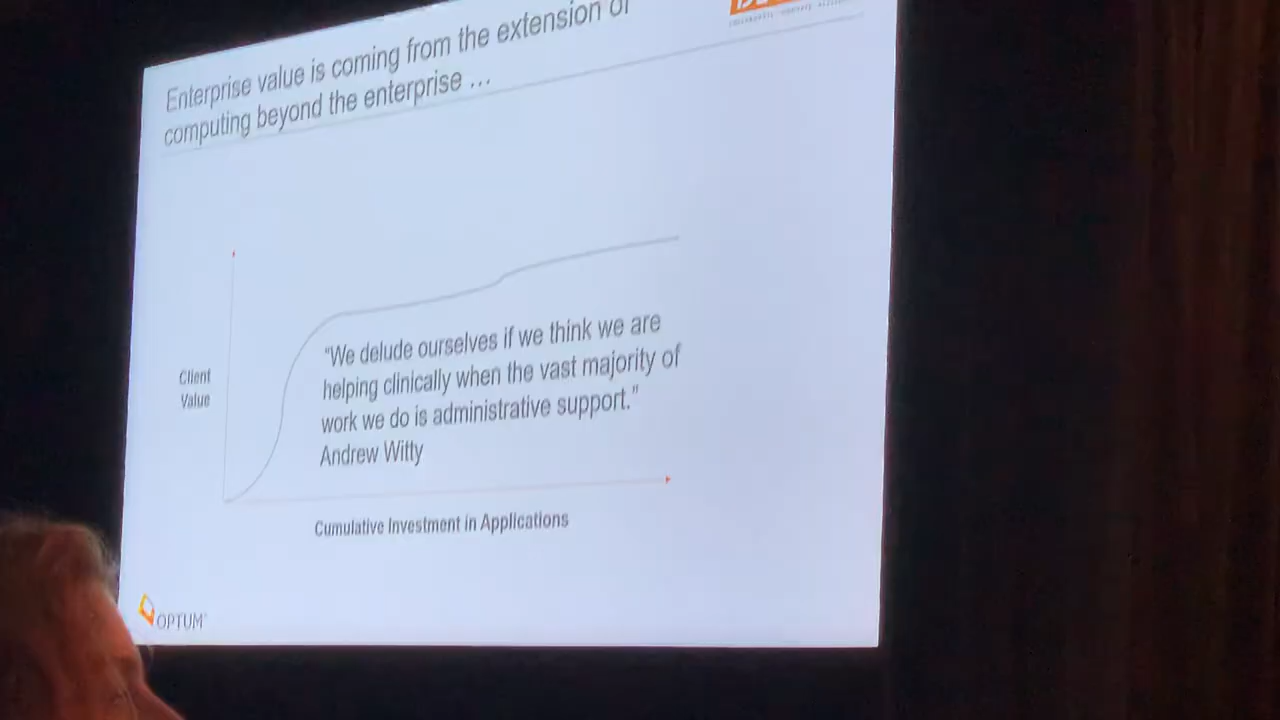 Enterprise value is coming from the extension of
computing beyond the enterprise ...
Client
Value
“We delude ourselves if we think we are
helping clinically when the vast majority of
work we do is administrative support.”
Andrew Witty
Cumulative Investment in Applications
OPTUM